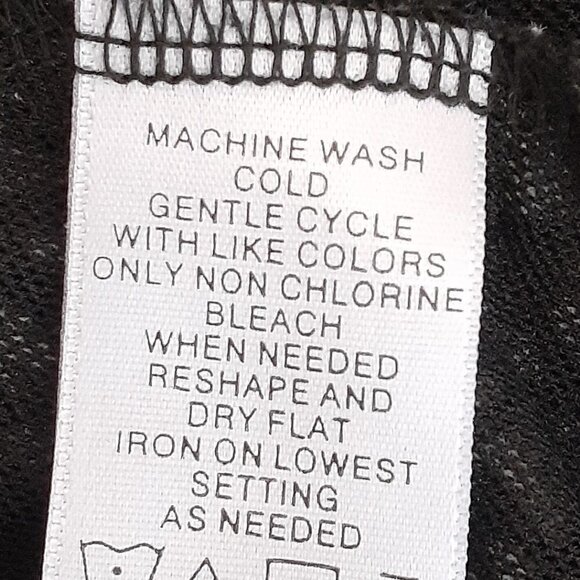 MACHINE WASH
COLD
GENTLE CYCLE
WITH LIKE COLORS
ONLY NON CHLORINE
BLEACH
WHEN NEEDED
RESHAPE AND
DRY FLAT
IRON ON LOWEST
SETTING
AS NEEDED